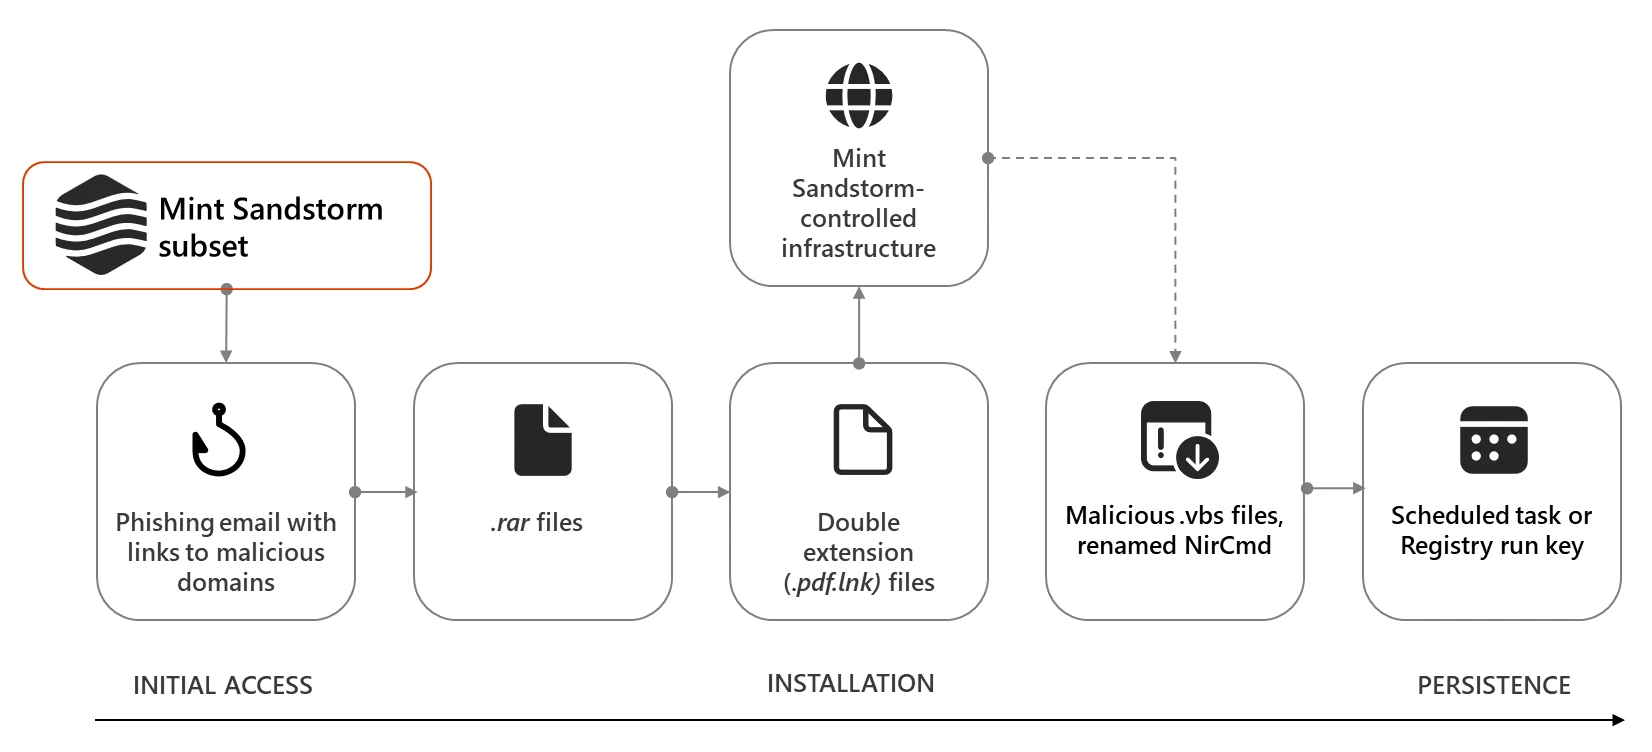 Mint Sandstorm
subset
Mint
Sandstorm-
controlled
infrastructure
Phishing email with
links to malicious
domains
.rar files
Double
extension
(.pdf.lnk) files
Malicious .vbs files,
renamed NirCmd
Scheduled task or
Registry run key
INITIAL ACCESS
INSTALLATION
PERSISTENCE